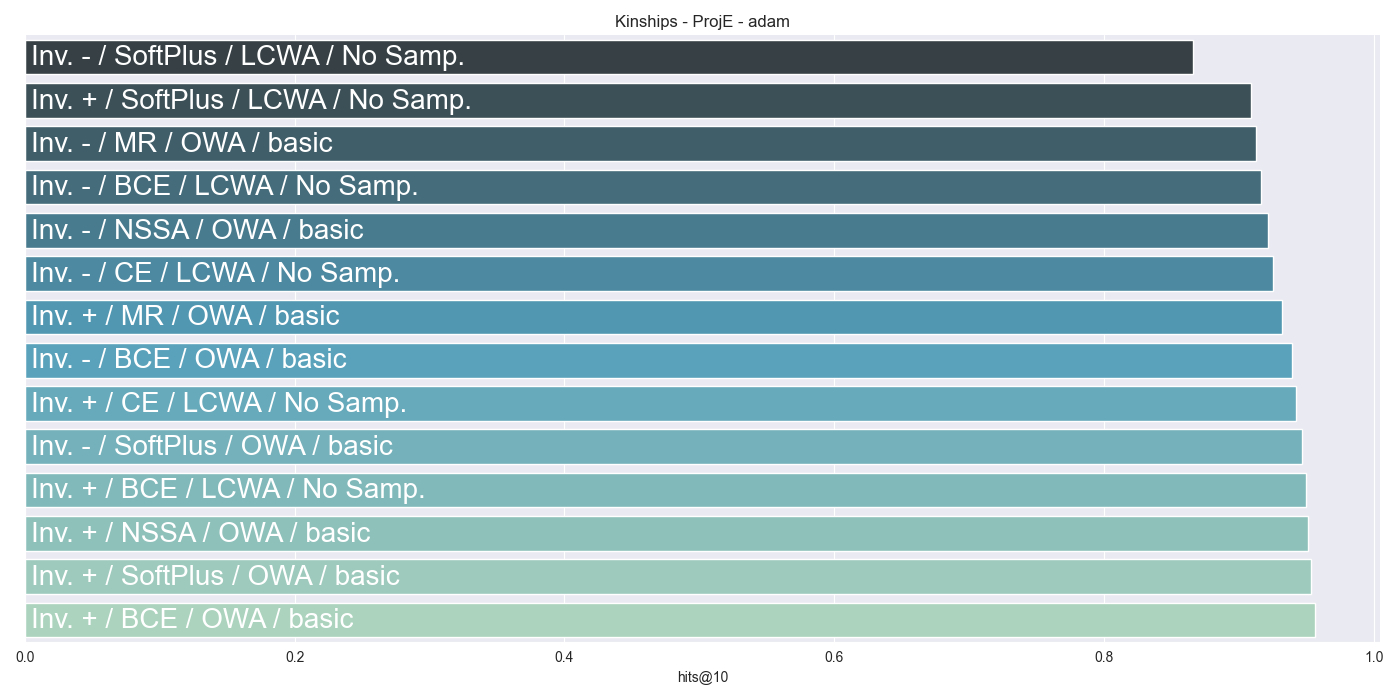 Kinships - ProjE - adam
Inv. - / SoftPlus / LCWA / No Samp.
Inv. + / SoftPlus / LCWA / No Samp.
Inv. - / MR / OWA / basic
Inv. - / BCE / LCWA / No Samp.
Inv. - / NSSA / OWA / basic
Inv. - / CE / LCWA / No Samp.
Inv. + / MR / OWA / basic
Inv. - / BCE / OWA / basic
Inv. + / CE / LCWA / No Samp.
Inv. - / SoftPlus / OWA / basic
Inv. + / BCE / LCWA / No Samp.
Inv. + / NSSA / OWA / basic
Inv. + / SoftPlus / OWA / basic
Inv. + / BCE / OWA / basic
0.0 0.2 0.4 0.6 0.8 1.0
hits@10